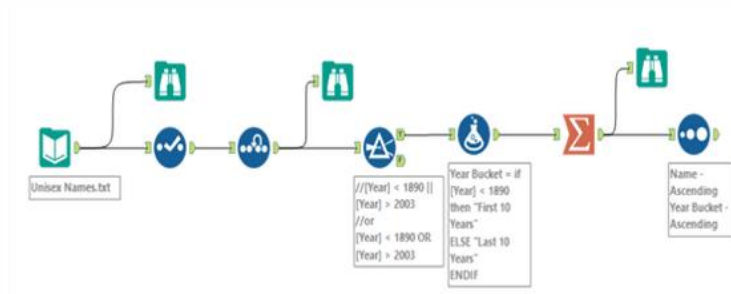 Unisex Names.txt
//[Year] < 1890 ||
[Year] > 2003
//or
[Year] < 1890 OR
[Year] > 2003
Year Bucket = if
[Year] < 1890
then "First 10
Years"
ELSE "Last 10
Years"
ENDIF
Name -
Ascending
Year Bucket -
Ascending
T
F